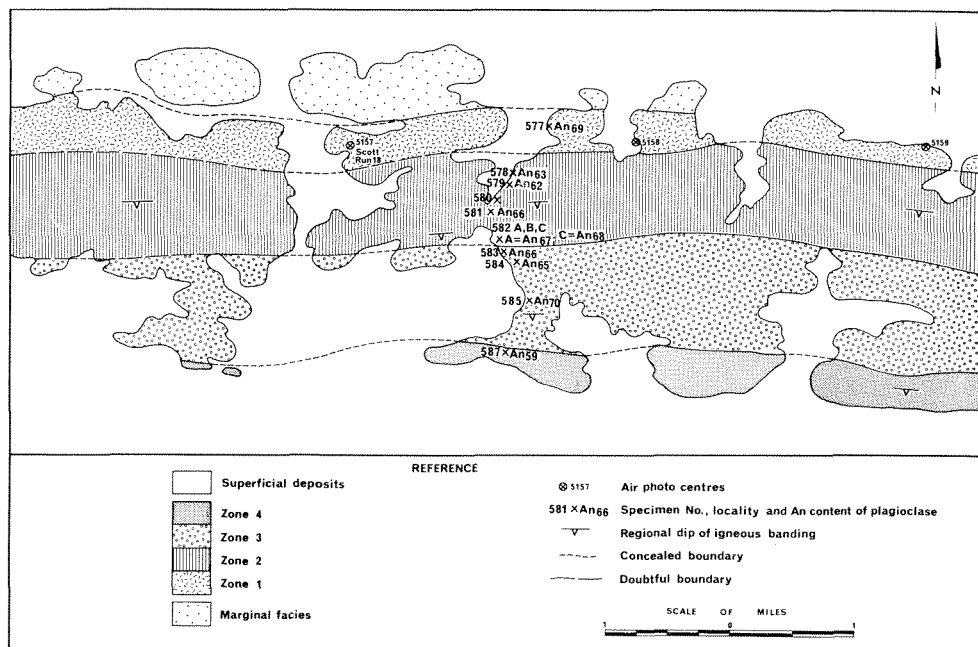 N
577×An69
⊗5157
Scott
Run18
⊗5158
⊗5159
578×An63
579×An62
580×
581 ×An66
582 A,B,C
×A=An67, C=An68
583×An66
584 ×An65
585×An70
587×An59
REFERENCE
Superficial deposits
Zone 4
Zone 3
Zone 2
Zone 1
Marginal facies
⊗5157 Air photo centres
581 ×An66 Specimen No., locality and An content of plagioclase
Regional dip of igneous banding
Concealed boundary
Doubtful boundary
SCALE OF MILES
1 0 1